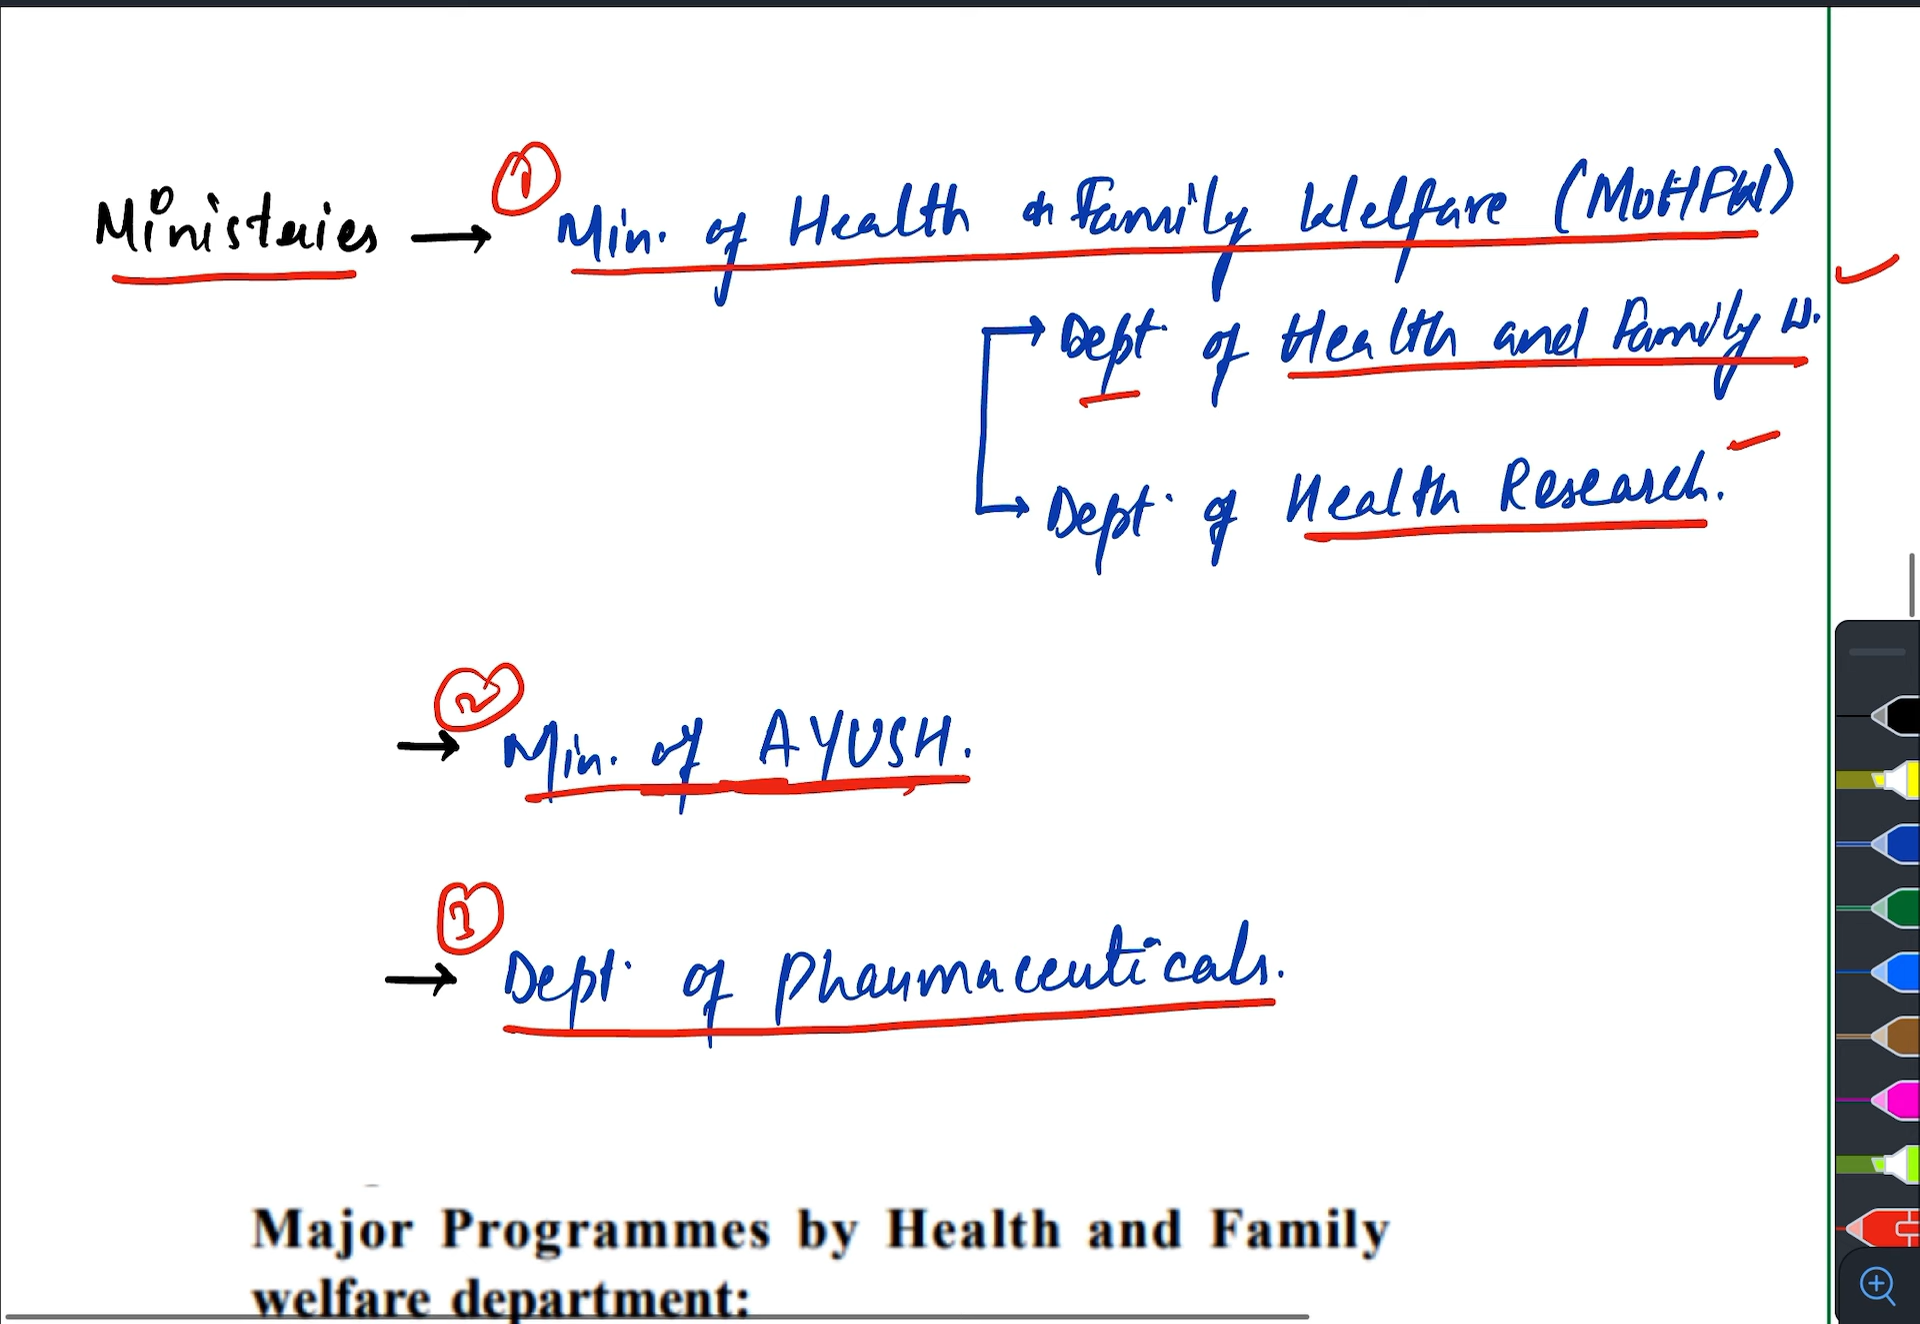 Ministries → ① Min. of Health & Family Welfare (MoHFW)
→ Dept. of Health and Family W.
→ Dept. of Health Research.
→ ② Min. of AYUSH.
→ ③ Dept. of Pharmaceuticals.
Major Programmes by Health and Family
welfare department: